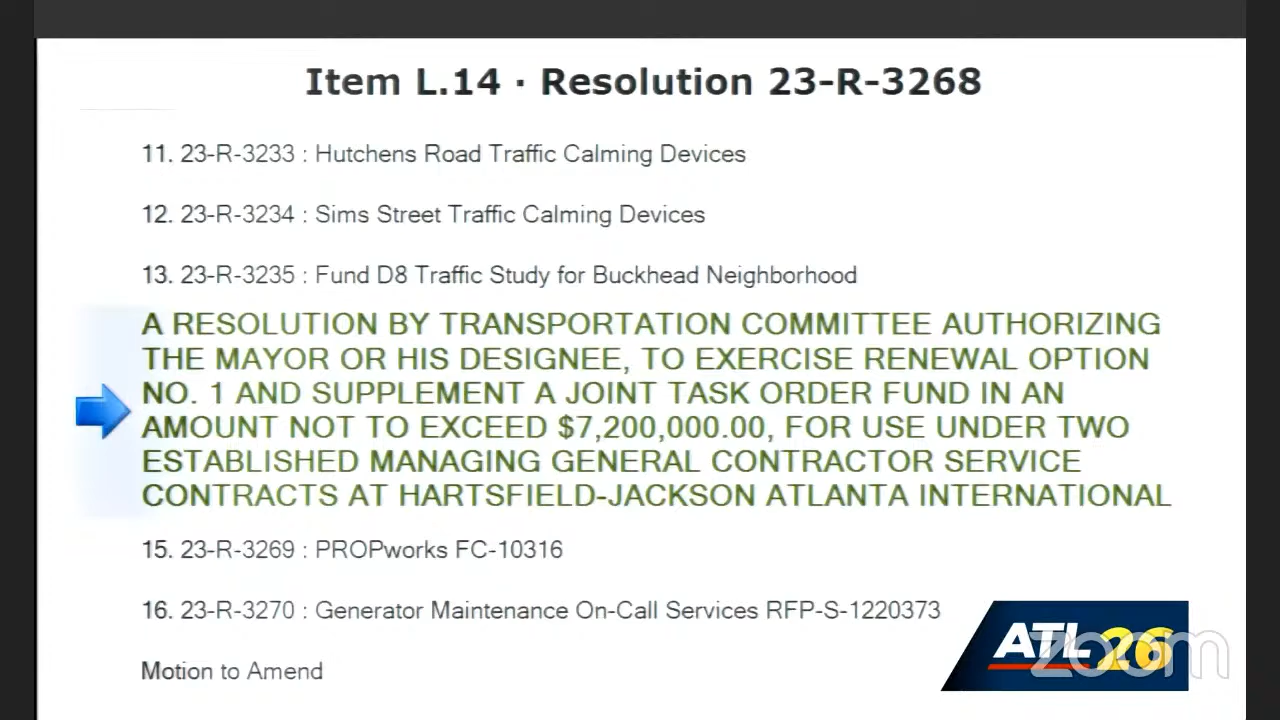 Item L.14 · Resolution 23-R-3268
11. 23-R-3233 : Hutchens Road Traffic Calming Devices
12. 23-R-3234 : Sims Street Traffic Calming Devices
13. 23-R-3235 : Fund D8 Traffic Study for Buckhead Neighborhood
A RESOLUTION BY TRANSPORTATION COMMITTEE AUTHORIZING
THE MAYOR OR HIS DESIGNEE, TO EXERCISE RENEWAL OPTION
NO. 1 AND SUPPLEMENT A JOINT TASK ORDER FUND IN AN
AMOUNT NOT TO EXCEED $7,200,000.00, FOR USE UNDER TWO
ESTABLISHED MANAGING GENERAL CONTRACTOR SERVICE
CONTRACTS AT HARTSFIELD-JACKSON ATLANTA INTERNATIONAL
15. 23-R-3269 : PROPworks FC-10316
16. 23-R-3270 : Generator Maintenance On-Call Services RFP-S-1220373
Motion to Amend
ATL 26
zoom